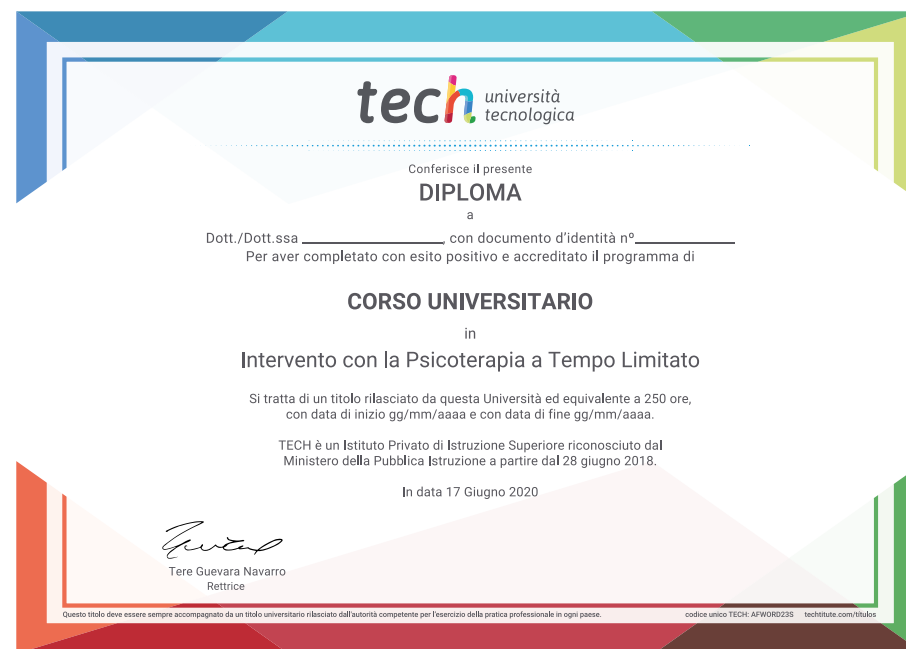 tech università
tecnologica
Conferisce il presente
DIPLOMA
a
Dott./Dott.ssa ____________________, con documento d'identità nº______________
Per aver completato con esito positivo e accreditato il programma di
CORSO UNIVERSITARIO
in
Intervento con la Psicoterapia a Tempo Limitato
Si tratta di un titolo rilasciato da questa Università ed equivalente a 250 ore,
con data di inizio gg/mm/aaaa e con data di fine gg/mm/aaaa.
TECH è un Istituto Privato di Istruzione Superiore riconosciuto dal
Ministero della Pubblica Istruzione a partire dal 28 giugno 2018.
In data 17 Giugno 2020
Tere Guevara Navarro
Rettrice
Questo titolo deve essere sempre accompagnato da un titolo universitario rilasciato dall'autorità competente per l'esercizio della pratica professionale in ogni paese. codice unico TECH: AFWORD23S techtitute.com/titulos